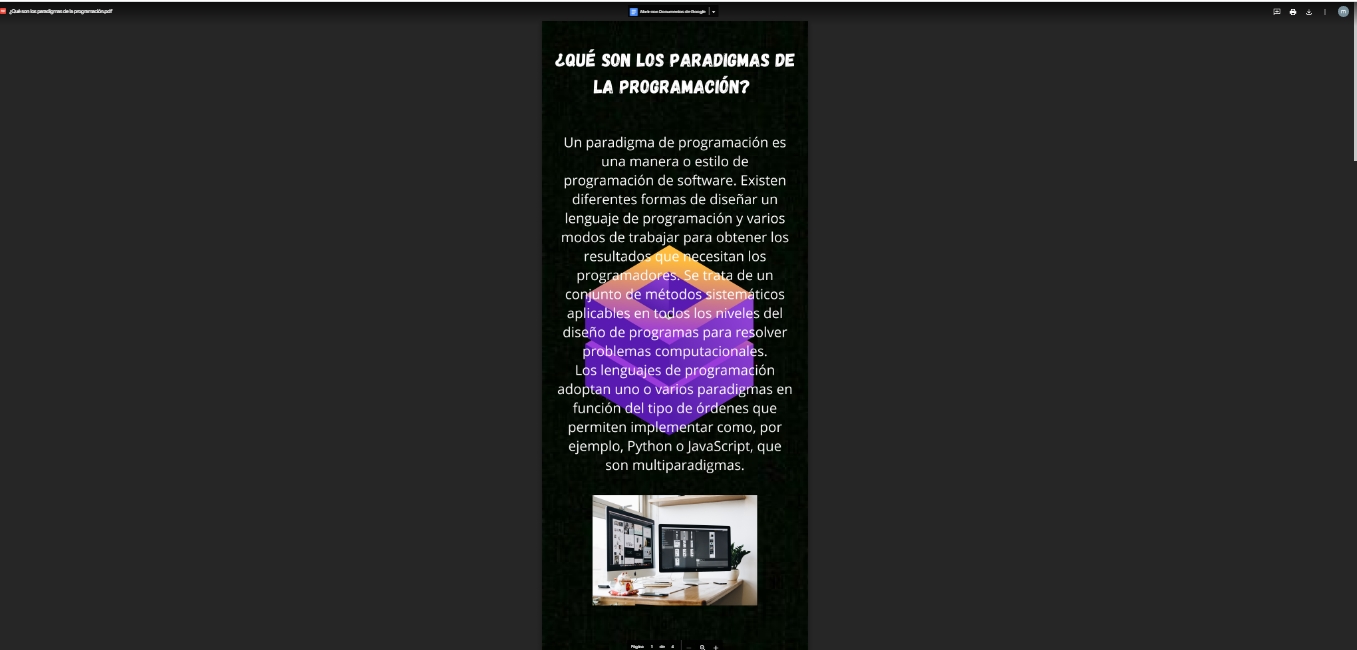 ¿Qué son los paradigmas de la programación.pdf
Abrir con Documentos de Google
¿QUÉ SON LOS PARADIGMAS DE
LA PROGRAMACIÓN?
Un paradigma de programación es
una manera o estilo de
programación de software. Existen
diferentes formas de diseñar un
lenguaje de programación y varios
modos de trabajar para obtener los
resultados que necesitan los
programadores. Se trata de un
conjunto de métodos sistemáticos
aplicables en todos los niveles del
diseño de programas para resolver
problemas computacionales.
Los lenguajes de programación
adoptan uno o varios paradigmas en
función del tipo de órdenes que
permiten implementar como, por
ejemplo, Python o JavaScript, que
son multiparadigmas.
Página 1 de 4